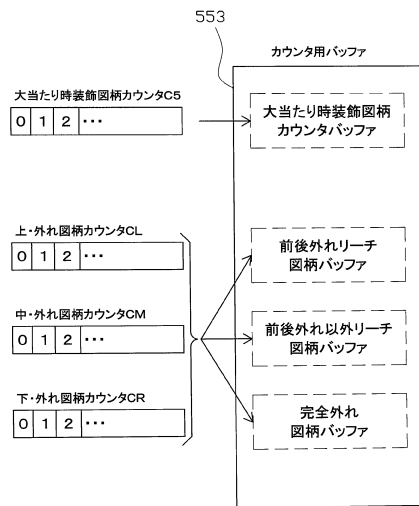 553
カウンタ用バッファ
大当たり時装飾図柄カウンタC5
0 1 2 ・・・
大当たり時装飾図柄
カウンタバッファ
上・外れ図柄カウンタCL
0 1 2 ・・・
中・外れ図柄カウンタCM
0 1 2 ・・・
下・外れ図柄カウンタCR
0 1 2 ・・・
前後外れリーチ
図柄バッファ
前後外れ以外リーチ
図柄バッファ
完全外れ
図柄バッファ